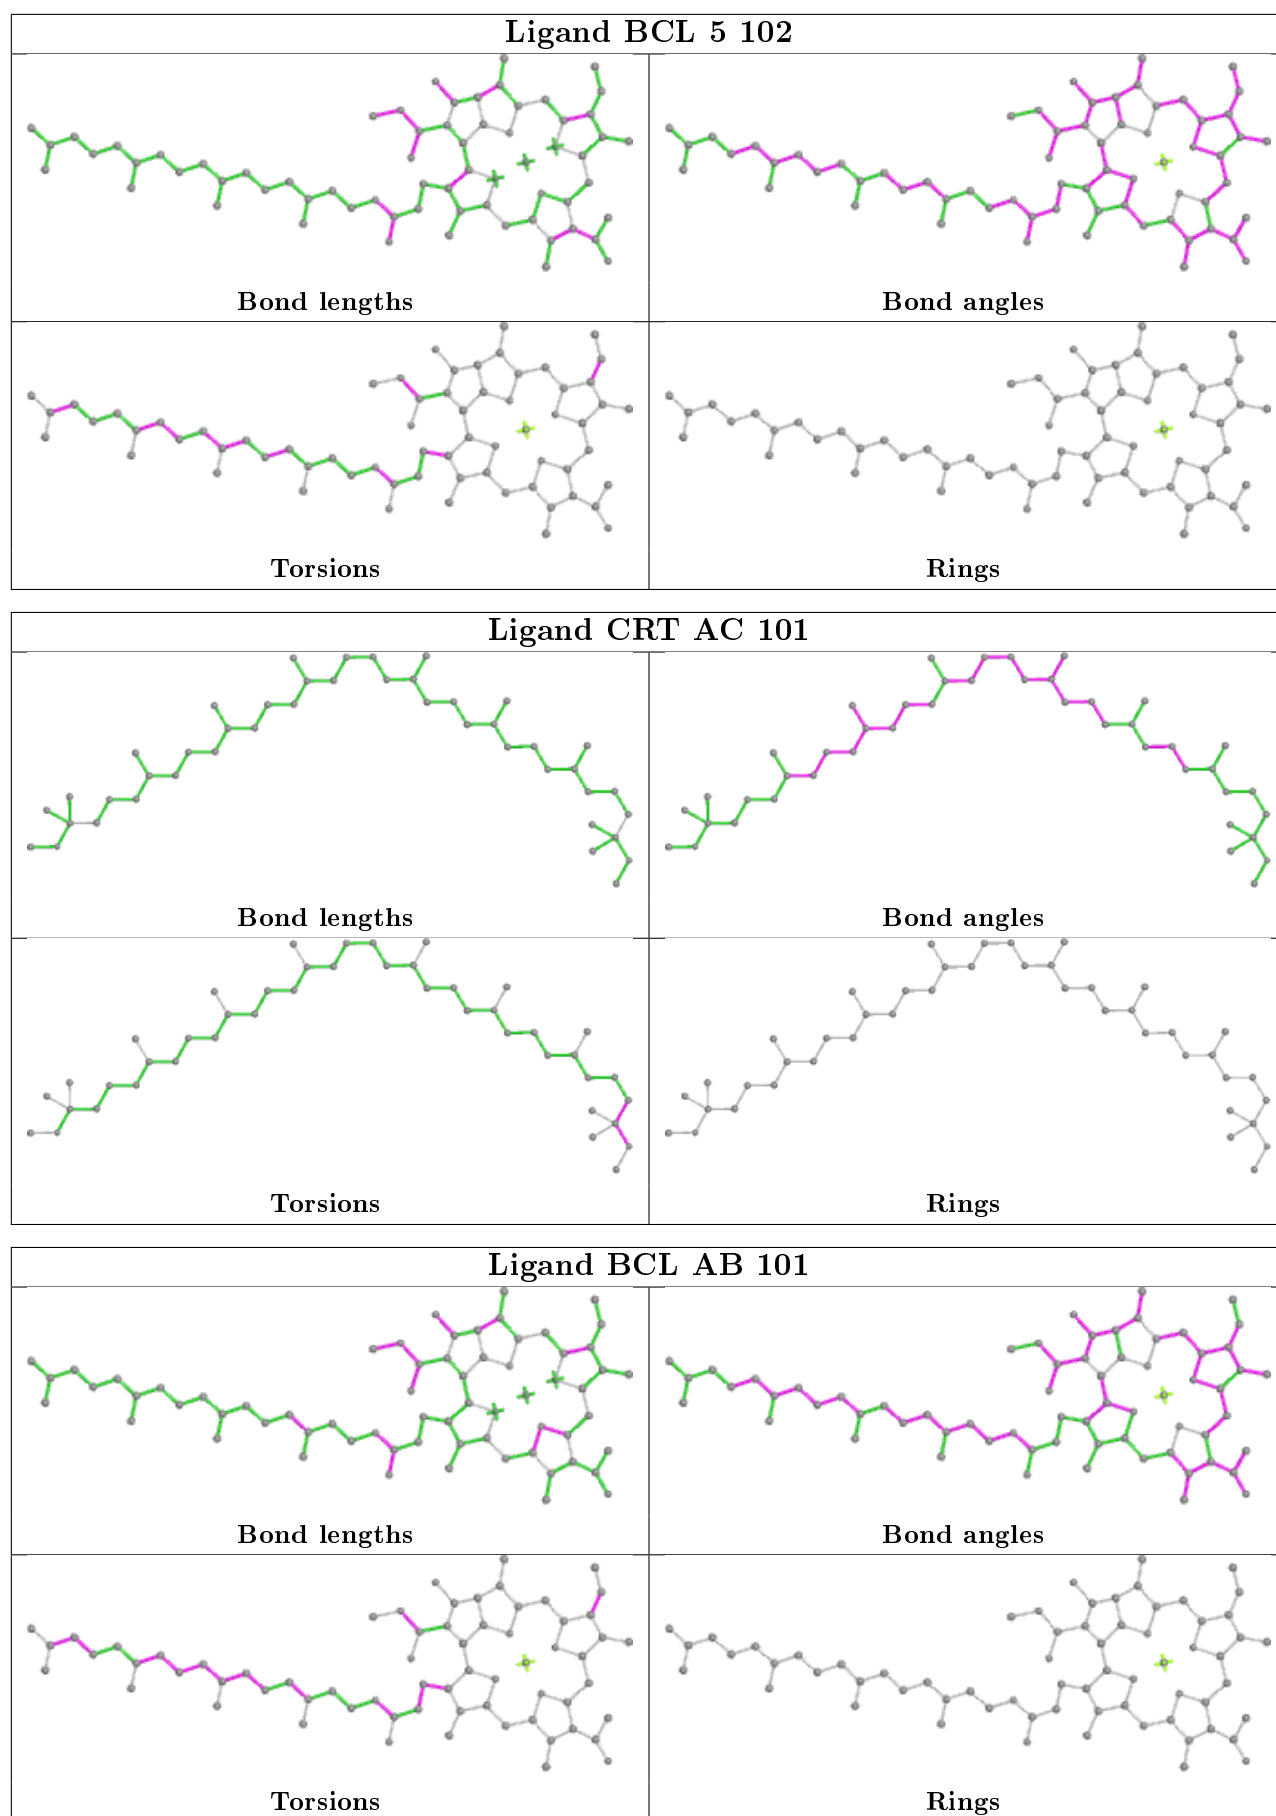 Ligand BCL 5 102
Bond lengths
Bond angles
Torsions
Rings
Ligand CRT AC 101
Bond lengths
Bond angles
Torsions
Rings
Ligand BCL AB 101
Bond lengths
Bond angles
Torsions
Rings